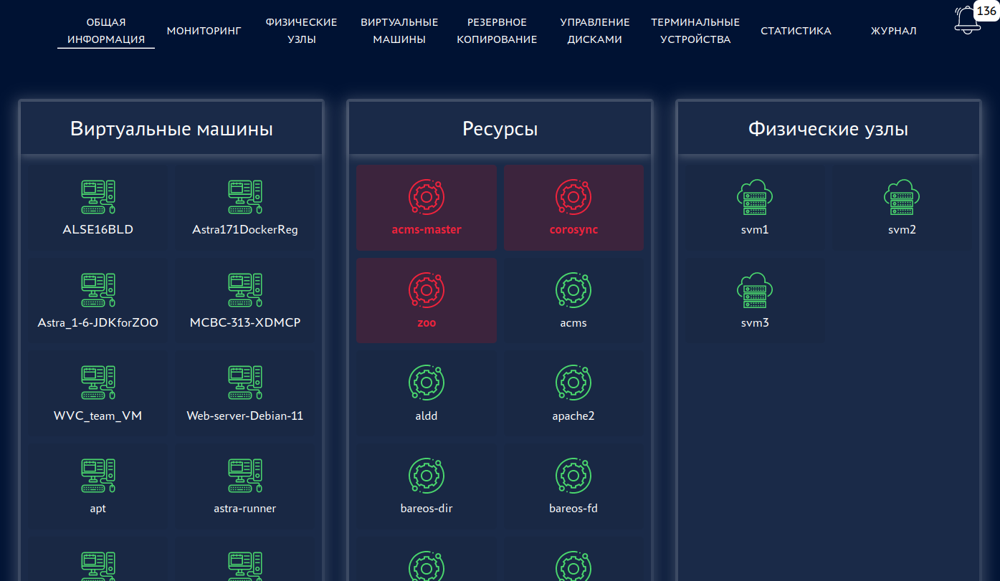 ОБЩАЯ
ИНФОРМАЦИЯ
МОНИТОРИНГ
ФИЗИЧЕСКИЕ
УЗЛЫ
ВИРТУАЛЬНЫЕ
МАШИНЫ
РЕЗЕРВНОЕ
КОПИРОВАНИЕ
УПРАВЛЕНИЕ
ДИСКАМИ
ТЕРМИНАЛЬНЫЕ
УСТРОЙСТВА
СТАТИСТИКА
ЖУРНАЛ
136
Виртуальные машины
ALSE16BLD
Astra171DockerReg
Astra_1-6-JDKforZOO
MCBC-313-XDMCP
WVC_team_VM
Web-server-Debian-11
apt
astra-runner
Ресурсы
acms-master
corosync
zoo
acms
aldd
apache2
bareos-dir
bareos-fd
Физические узлы
svm1
svm2
svm3